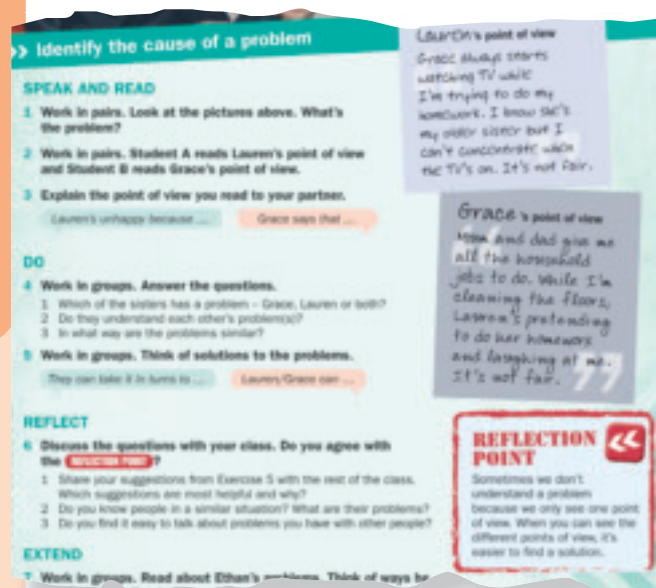 >> Identify the cause of a problem
SPEAK AND READ
1 Work in pairs. Look at the pictures above. What's
the problem?
2 Work in pairs. Student A reads Lauren's point of view
and Student B reads Grace's point of view.
3 Explain the point of view you read to your partner.
Lauren's unhappy because ...
Grace says that ...
DO
4 Work in groups. Answer the questions.
1 Which of the sisters has a problem – Grace, Lauren or both?
2 Do they understand each other's problem(s)?
3 In what way are the problems similar?
5 Work in groups. Think of solutions to the problems.
They can take it in turns to ...
Lauren/Grace can ...
REFLECT
6 Discuss the questions with your class. Do you agree with
the REFLECTION POINT?
1 Share your suggestions from Exercise 5 with the rest of the class.
Which suggestions are most helpful and why?
2 Do you know people in a similar situation? What are their problems?
3 Do you find it easy to talk about problems you have with other people?
EXTEND
7 Work in groups. Read about Ethan's problems. Think of ways he
Lauren's point of view
Grace always starts
watching TV while
I'm trying to do my
homework. I know she's
my older sister but I
can't concentrate when
the TV's on. It's not fair.
Grace's point of view
“
Mom and dad give me
all the household
jobs to do. While I'm
cleaning the floors,
Lauren's pretending
to do her homework
and laughing at me.
It's not fair.
”
REFLECTION <<
POINT
Sometimes we don't
understand a problem
because we only see one point
of view. When you can see the
different points of view, it's
easier to find a solution.